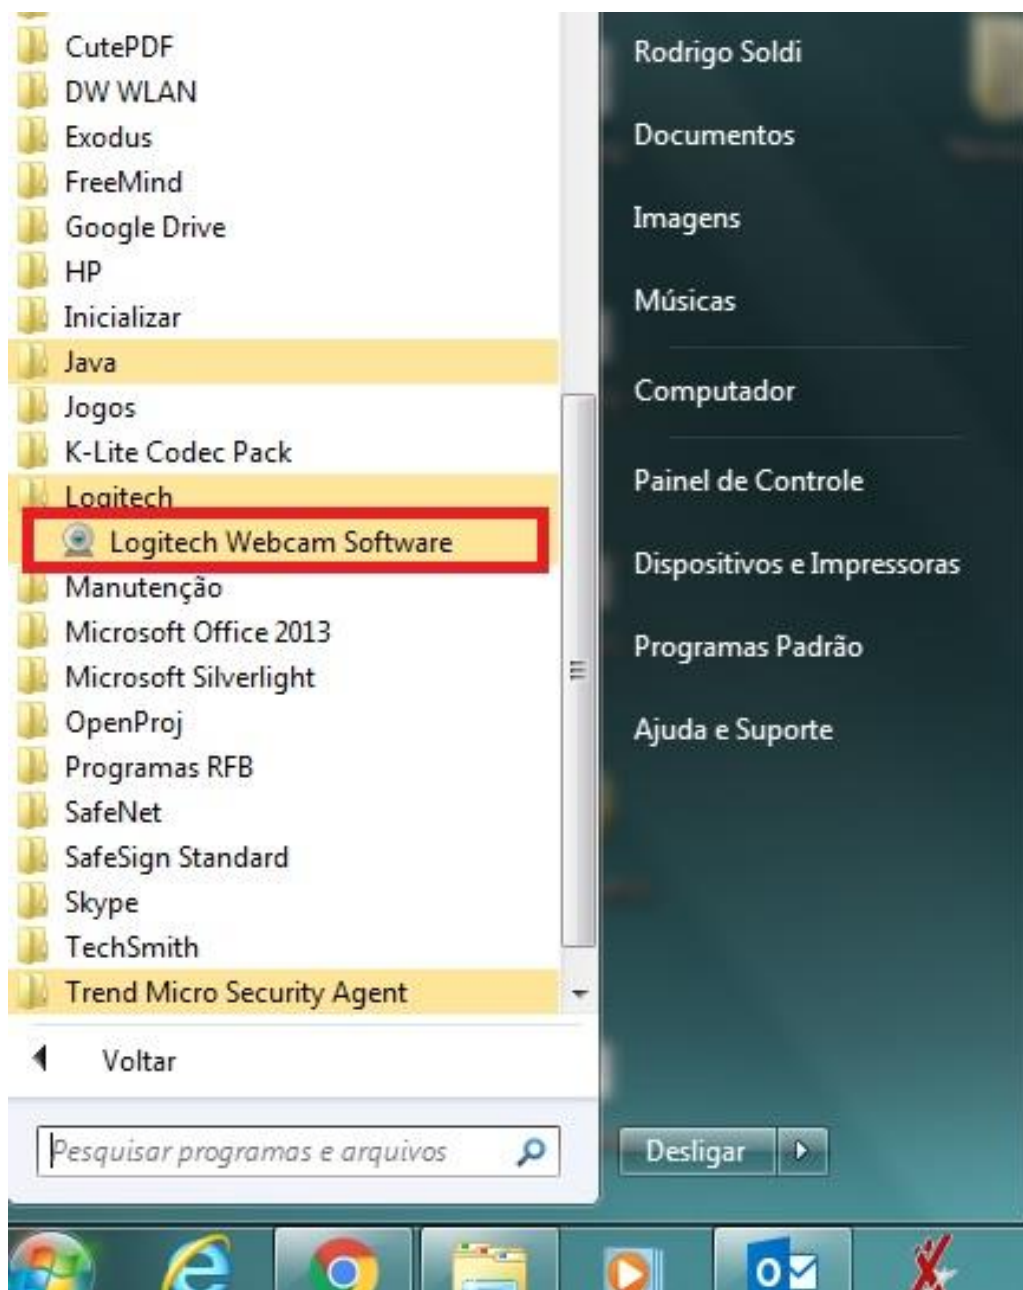 CutePDF
DW WLAN
Exodus
FreeMind
Google Drive
HP
Inicializar
Java
Jogos
K-Lite Codec Pack
Logitech
Logitech Webcam Software
Manutenção
Microsoft Office 2013
Microsoft Silverlight
OpenProj
Programas RFB
SafeNet
SafeSign Standard
Skype
TechSmith
Trend Micro Security Agent
Voltar
Pesquisar programas e arquivos
Rodrigo Soldi
Documentos
Imagens
Músicas
Computador
Painel de Controle
Dispositivos e Impressoras
Programas Padrão
Ajuda e Suporte
Desligar